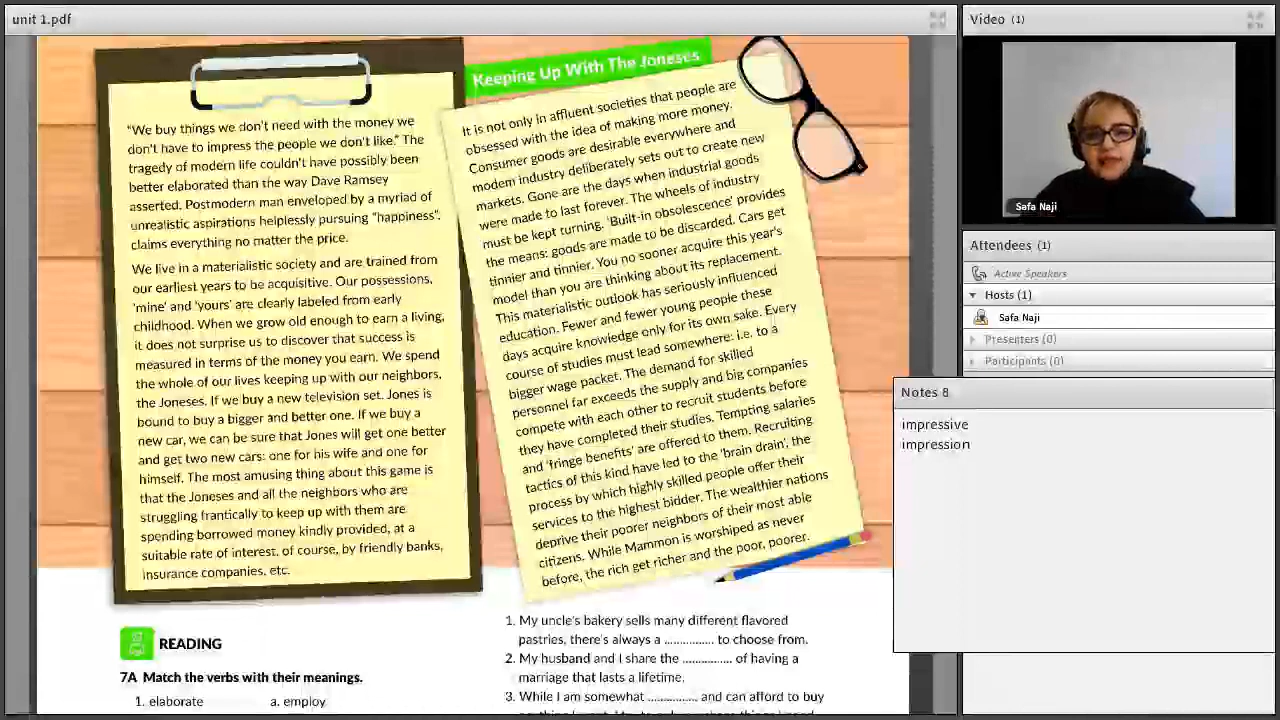 unit 1.pdf
"We buy things we don't need with the money we
don't have to impress the people we don't like." The
tragedy of modern life couldn't have possibly been
better elaborated than the way Dave Ramsey
asserted. Postmodern man enveloped by a myriad of
unrealistic aspirations helplessly pursuing "happiness".
claims everything no matter the price.
We live in a materialistic society and are trained from
our earliest years to be acquisitive. Our possessions,
'mine' and 'yours' are clearly labeled from early
childhood. When we grow old enough to earn a living,
it does not surprise us to discover that success is
measured in terms of the money you earn. We spend
the whole of our lives keeping up with our neighbors,
the Joneses. If we buy a new television set, Jones is
bound to buy a bigger and better one. If we buy a
new car, we can be sure that Jones will get one better
and get two new cars: one for his wife and one for
himself. The most amusing thing about this game is
that the Joneses and all the neighbors who are
struggling frantically to keep up with them are
spending borrowed money kindly provided, at a
suitable rate of interest, of course, by friendly banks,
insurance companies, etc.
Keeping Up With The Joneses
It is not only in affluent societies that people are
obsessed with the idea of making more money.
Consumer goods are desirable everywhere and
modern industry deliberately sets out to create new
markets. Gone are the days when industrial goods
were made to last forever. The wheels of industry
must be kept turning. 'Built-in obsolescence' provides
the means: goods are made to be discarded. Cars get
tinnier and tinnier. You no sooner acquire this year's
model than you are thinking about its replacement.
This materialistic outlook has seriously influenced
education. Fewer and fewer young people these
days acquire knowledge only for its own sake. Every
course of studies must lead somewhere: i.e. to a
bigger wage packet. The demand for skilled
personnel far exceeds the supply and big companies
compete with each other to recruit students before
they have completed their studies. Tempting salaries
and 'fringe benefits' are offered to them. Recruiting
tactics of this kind have led to the 'brain drain', the
process by which highly skilled people offer their
services to the highest bidder. The wealthier nations
deprive their poorer neighbors of their most able
citizens. While Mammon is worshiped as never
before, the rich get richer and the poor, poorer.
READING
7A Match the verbs with their meanings.
1. elaborate
a. employ
1. My uncle's bakery sells many different flavored
pastries, there's always a ............... to choose from.
2. My husband and I share the ............... of having a
marriage that lasts a lifetime.
3. While I am somewhat ............... and can afford to buy
Video (1)
Safa Naji
Attendees (1)
Active Speakers
Hosts (1)
Safa Naji
Presenters (0)
Participants (0)
Notes 8
impressive
impression